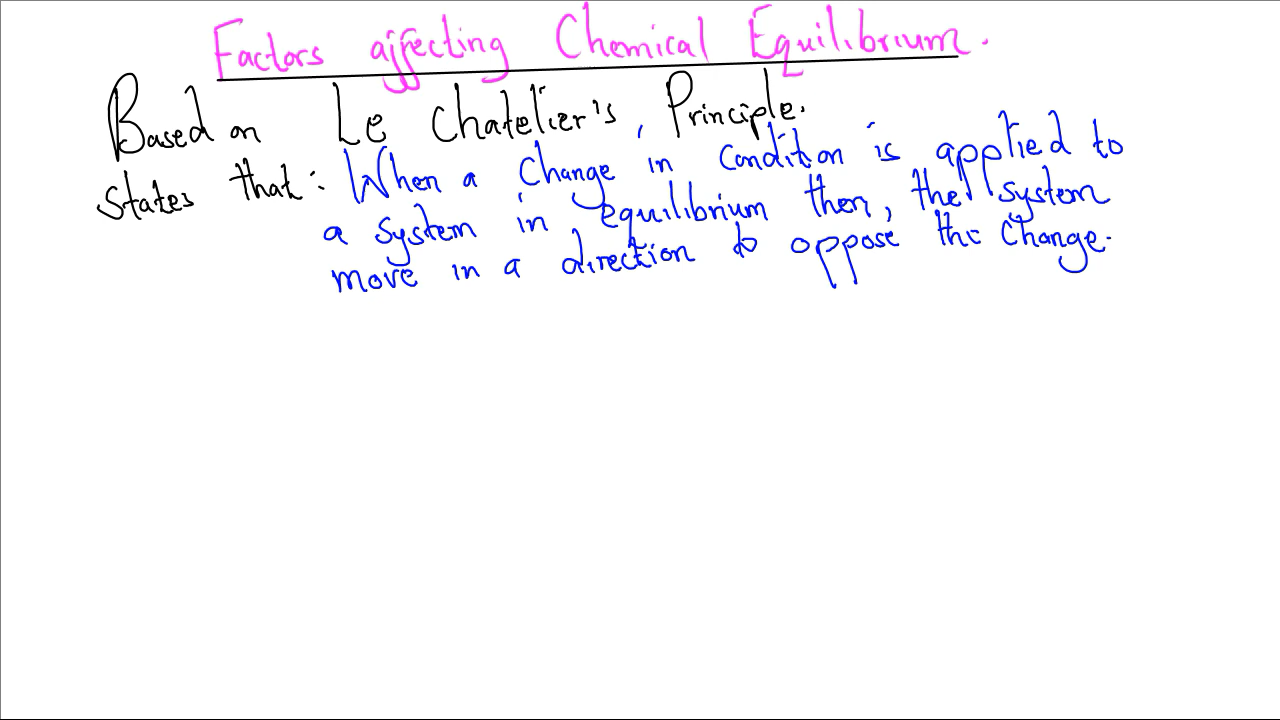 Factors affecting Chemical Equilibrium.
Based on Le Chatelier's, Principle.
States that: When a Change in Condition is applied to
a System in equilibrium then, the system
move in a direction to oppose the Change.